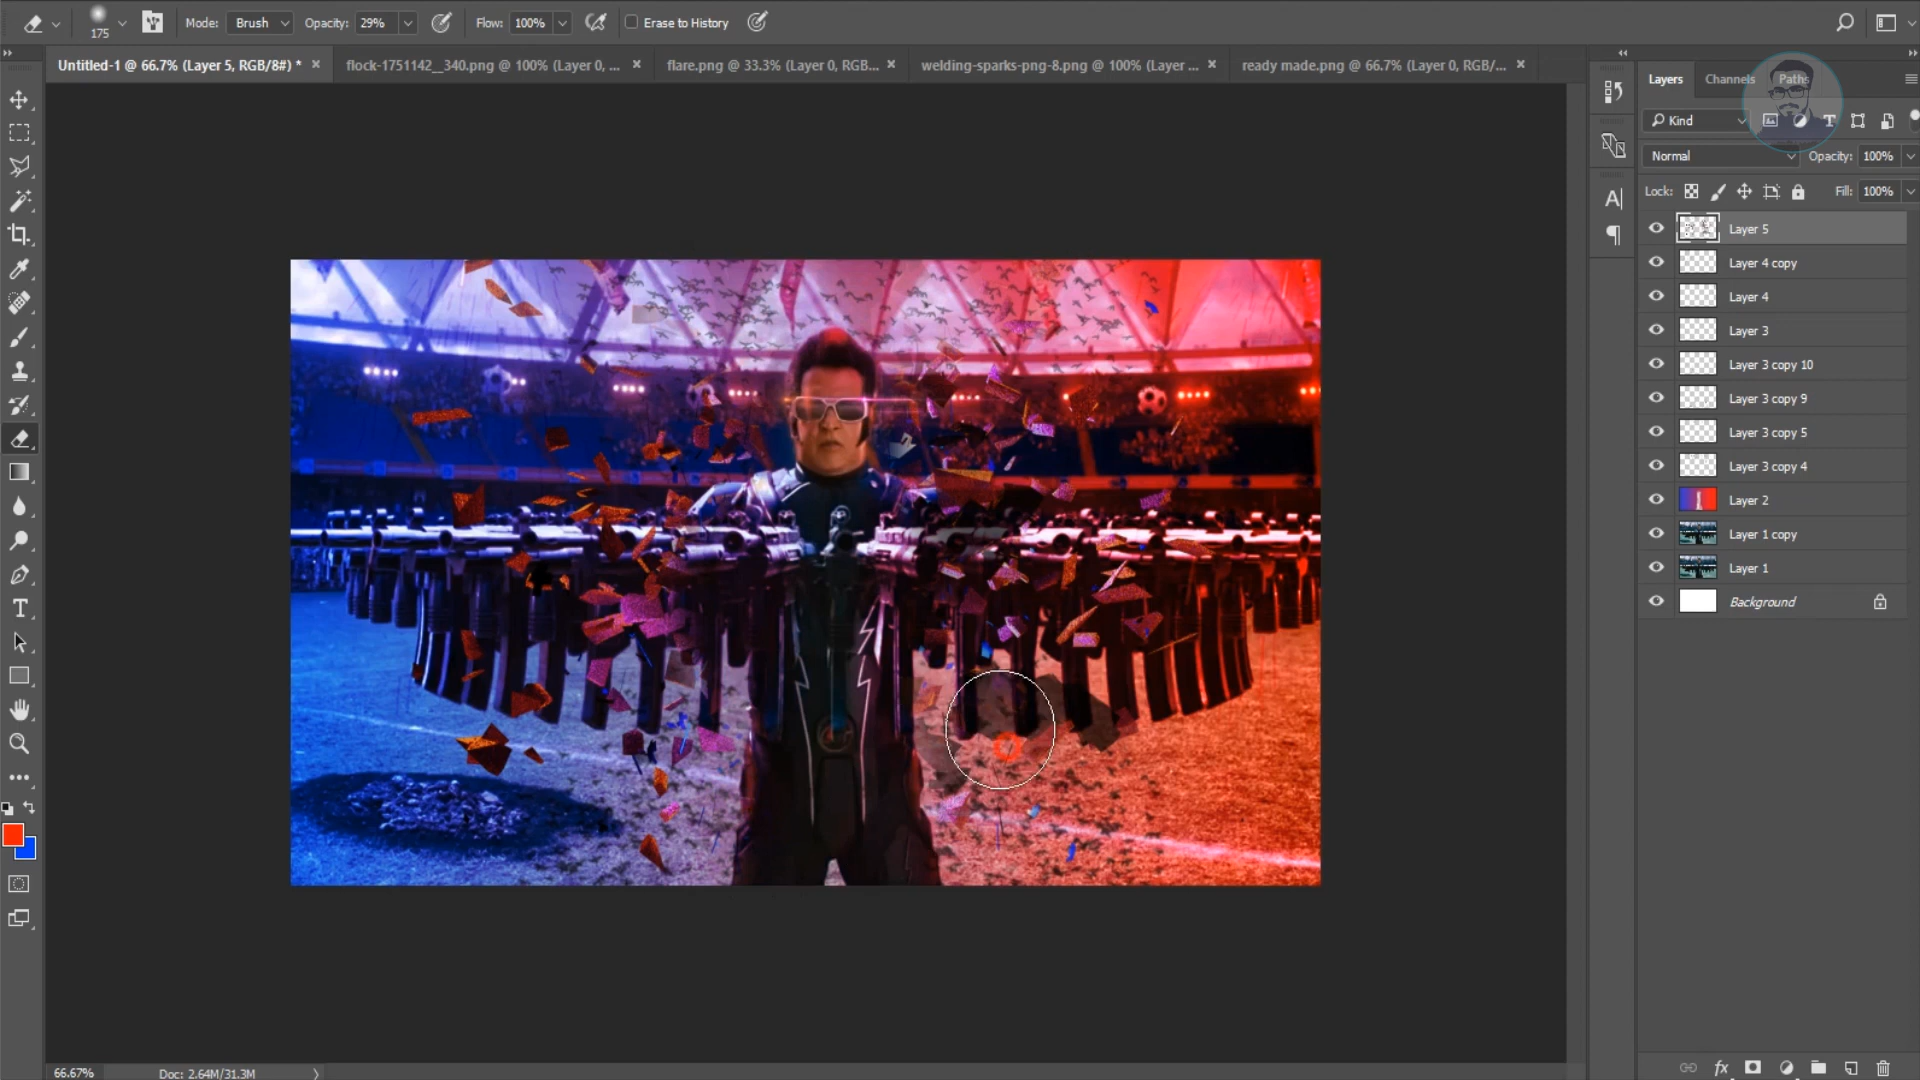 175 Mode: Brush Opacity: 29% Flow: 100% Erase to History
Untitled-1 @ 66.7% (Layer 5, RGB/8#) * × flock-1751142__340.png @ 100% (Layer 0, ... × flare.png @ 33.3% (Layer 0, RGB... × welding-sparks-png-8.png @ 100% (Layer ... × ready made.png @ 66.7% (Layer 0, RGB/... ×
Layers Channels Paths
Kind
Normal Opacity: 100%
Lock: Fill: 100%
Layer 5
Layer 4 copy
Layer 4
Layer 3
Layer 3 copy 10
Layer 3 copy 9
Layer 3 copy 5
Layer 3 copy 4
Layer 2
Layer 1 copy
Layer 1
Background
66.67% Doc: 2.64M/31.3M